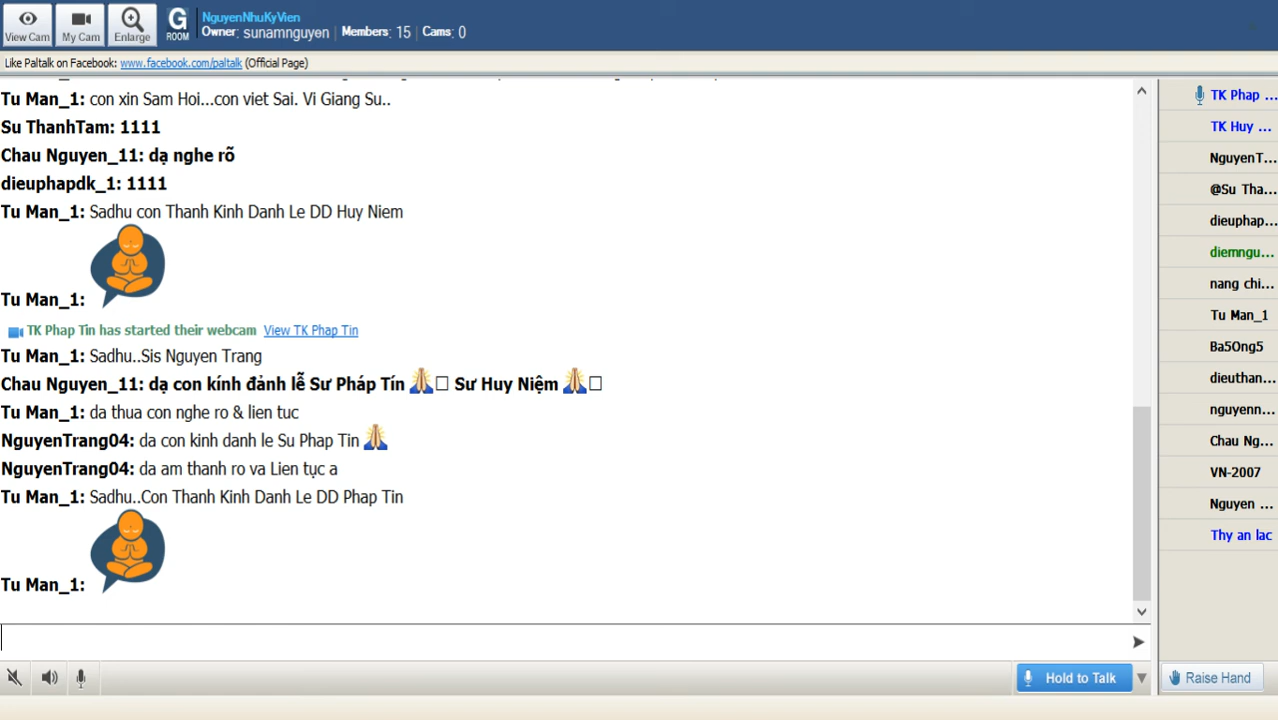 View Cam
My Cam
Enlarge
G
ROOM
NguyenNhuKyVien
Owner: sunamnguyen
Members: 15
Cams: 0
Like Paltalk on Facebook: www.facebook.com/paltalk (Official Page)
Tu Man_1: con xin Sam Hoi...con viet Sai. Vi Giang Su..
Su ThanhTam: 1111
Chau Nguyen_11: dạ nghe rõ
dieuphapdk_1: 1111
Tu Man_1: Sadhu con Thanh Kinh Danh Le DD Huy Niem
Tu Man_1:
TK Phap Tin has started their webcam View TK Phap Tin
Tu Man_1: Sadhu..Sis Nguyen Trang
Chau Nguyen_11: dạ con kính đảnh lễ Sư Pháp Tín 🙏 Sư Huy Niệm 🙏
Tu Man_1: da thua con nghe ro & lien tuc
NguyenTrang04: da con kinh danh le Su Phap Tin 🙏
NguyenTrang04: da am thanh ro va Lien tục a
Tu Man_1: Sadhu..Con Thanh Kinh Danh Le DD Phap Tin
Tu Man_1:
TK Phap ...
TK Huy ...
NguyenT...
@Su Tha...
dieuphap...
diemngu...
nang chi...
Tu Man_1
Ba5Ong5
dieuthan...
nguyenn...
Chau Ng...
VN-2007
Nguyen ...
Thy an lac
Hold to Talk
Raise Hand